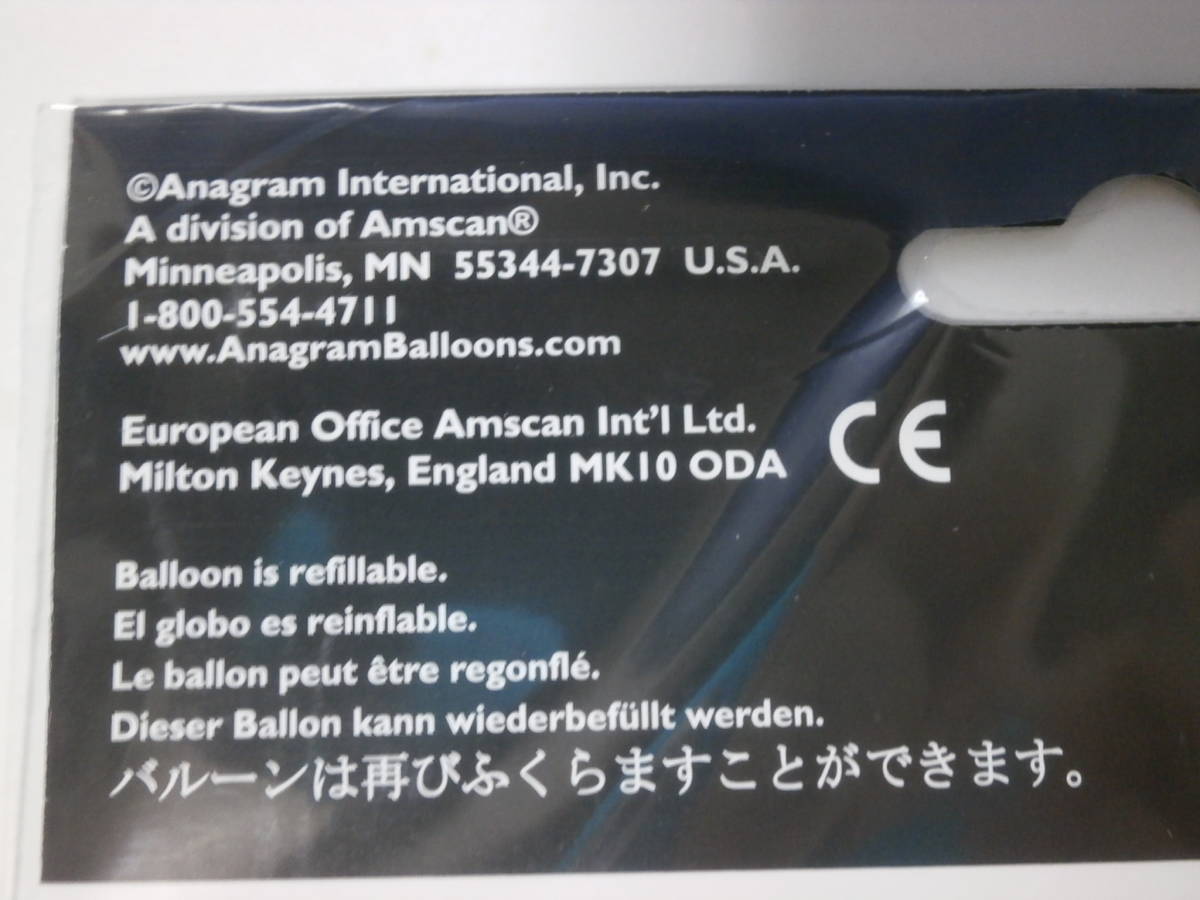 ©Anagram International, Inc.
A division of Amscan®
Minneapolis, MN 55344-7307 U.S.A.
1-800-554-4711
www.AnagramBalloons.com
European Office Amscan Int'l Ltd.
Milton Keynes, England MK10 ODA
CE
Balloon is refillable.
El globo es reinflable.
Le ballon peut être regonflé.
Dieser Ballon kann wiederbefüllt werden.
バルーンは再びふくらますことができます。